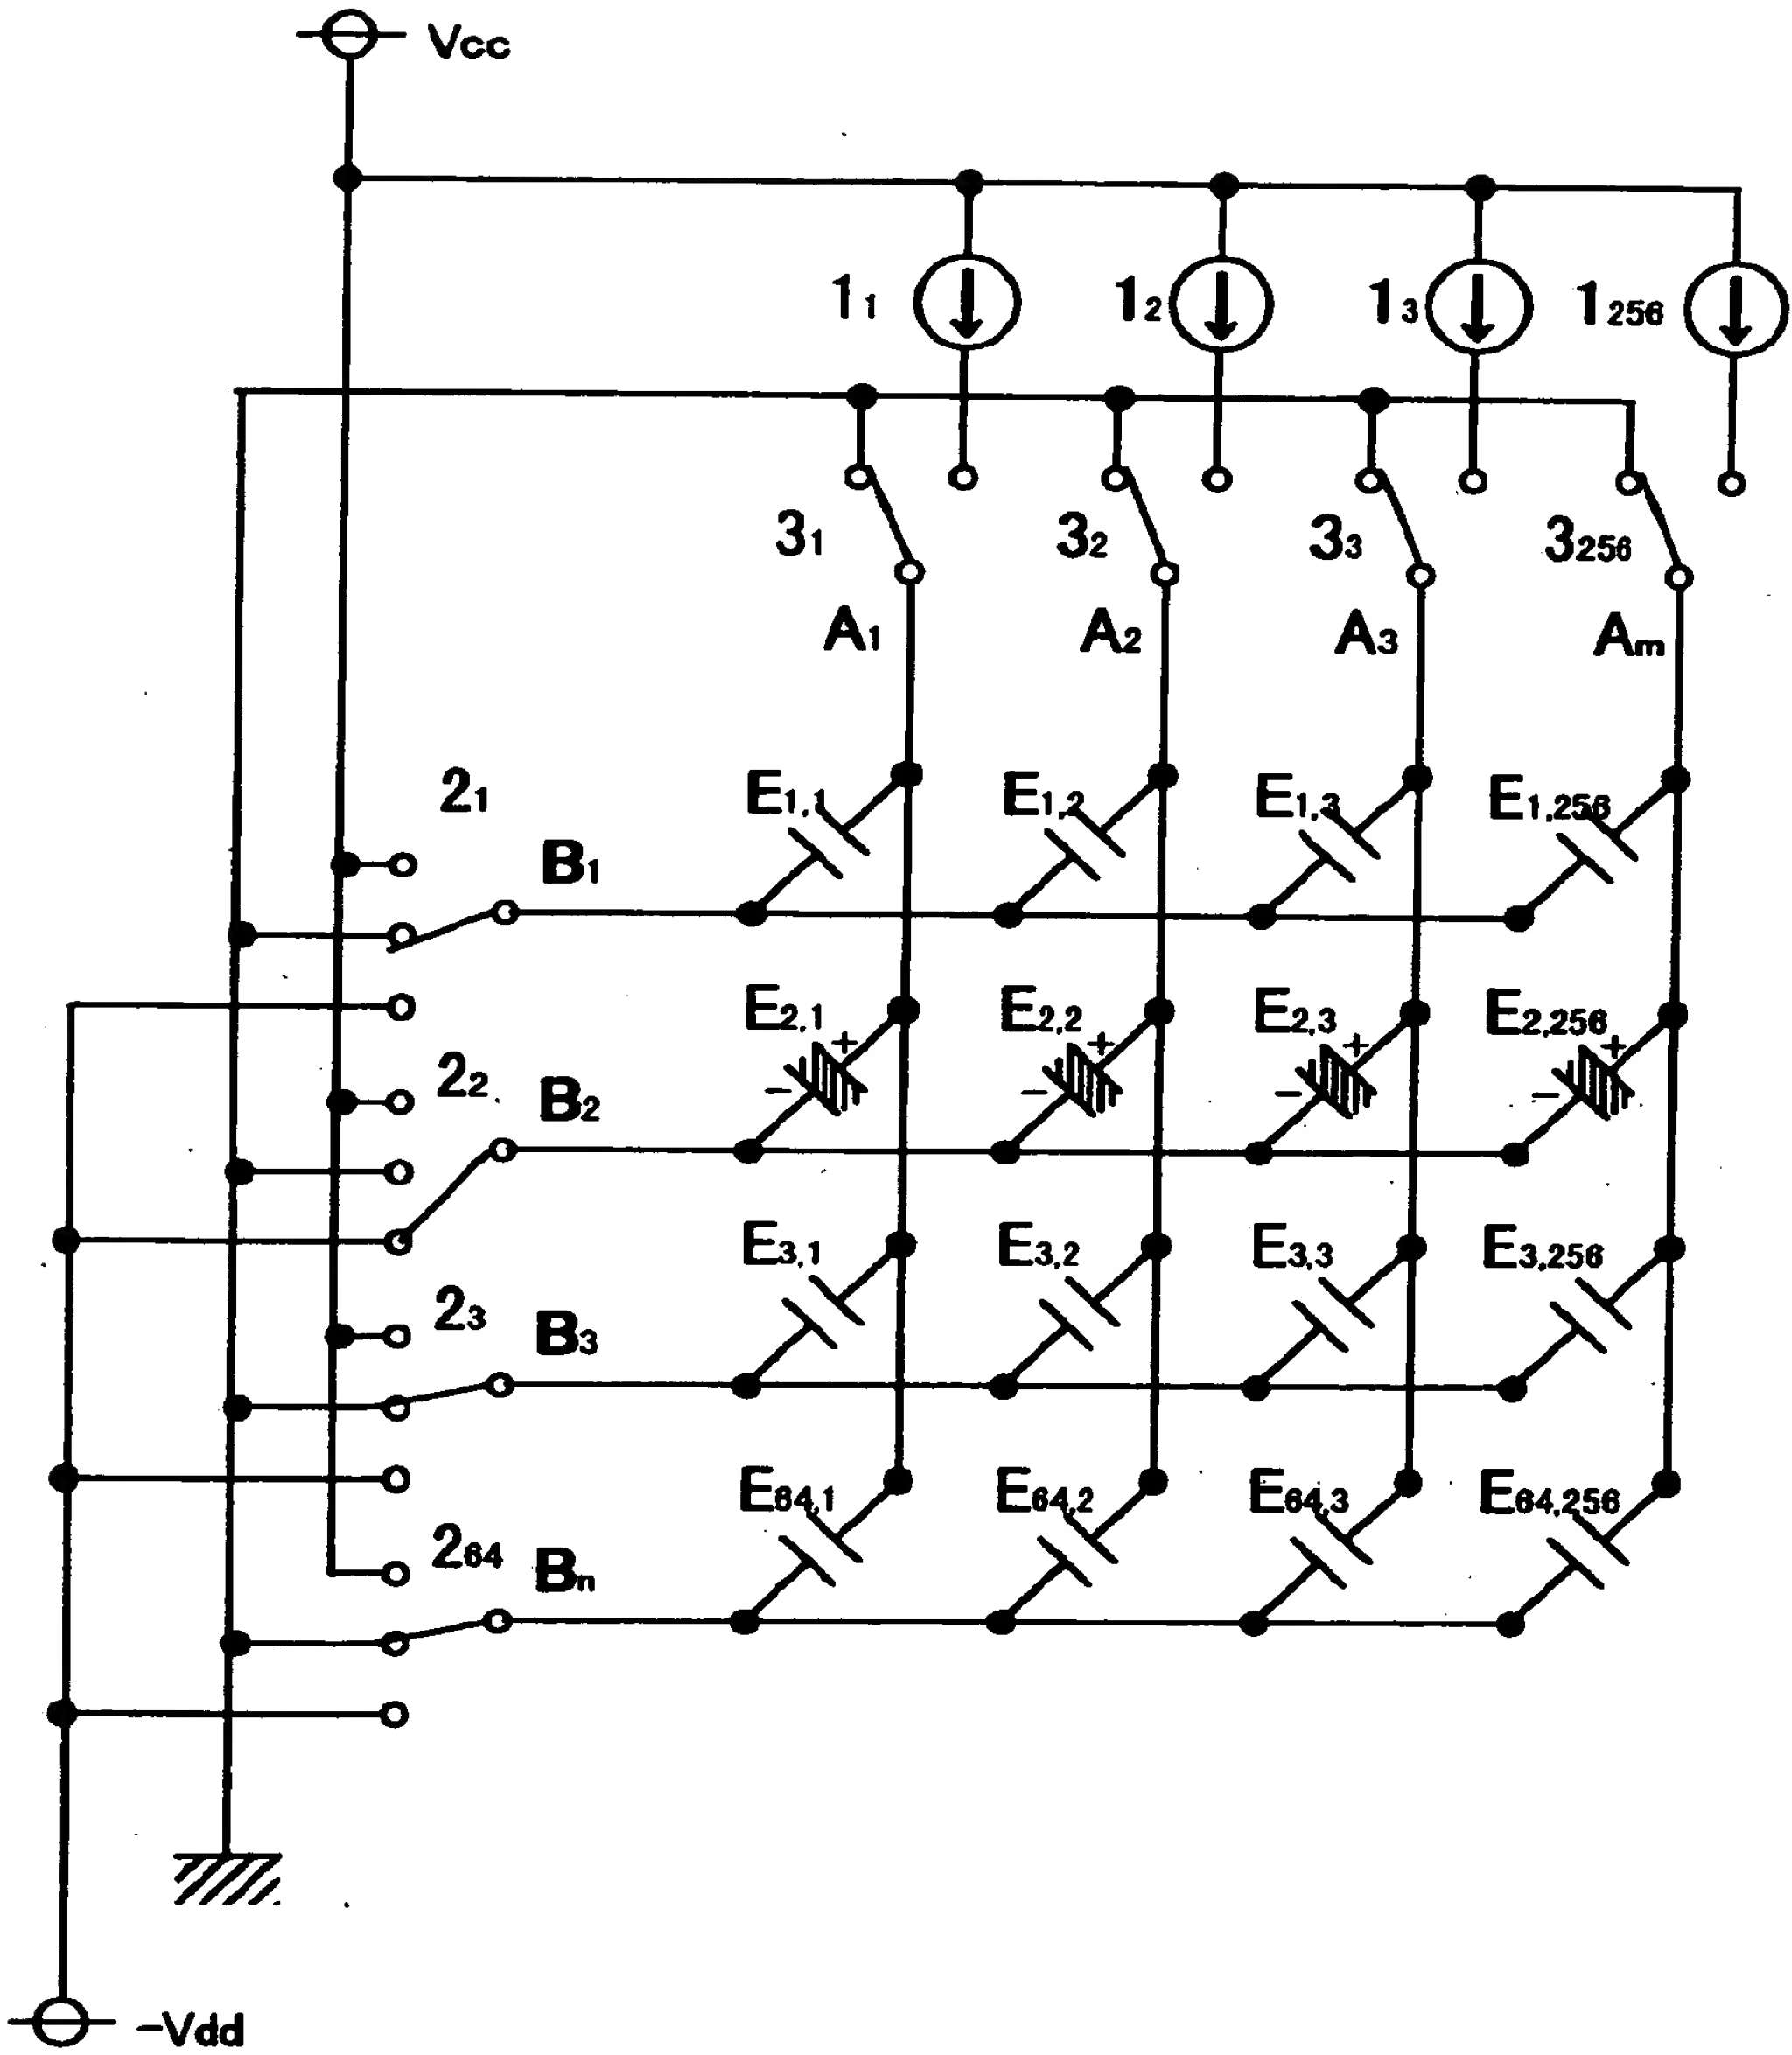 Vcc
1₁ 1₂ 1₃ 1₂₅₆
3₁ 3₂ 3₃ 3₂₅₆
A₁ A₂ A₃ Aₘ
2₁ E₁,₁ E₁,₂ E₁,₃ E₁,₂₅₆
B₁
E₂,₁ E₂,₂ E₂,₃ E₂,₂₅₆
+ + + +
2₂ B₂ − − − −
E₃,₁ E₃,₂ E₃,₃ E₃,₂₅₆
2₃ B₃
E₆₄,₁ E₆₄,₂ E₆₄,₃ E₆₄,₂₅₆
2₆₄ Bₙ
-Vdd